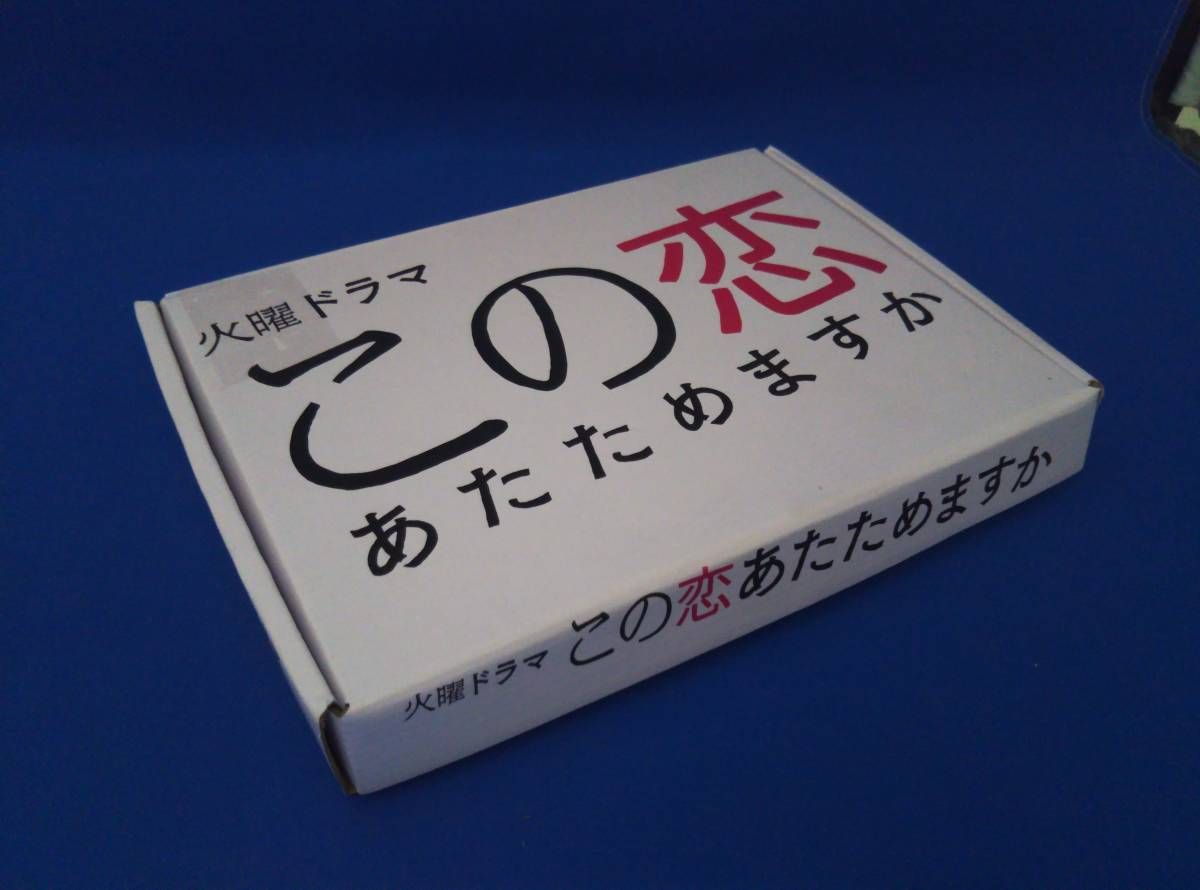 火曜ドラマ
この恋
あたためますか
火曜ドラマ この恋あたためますか